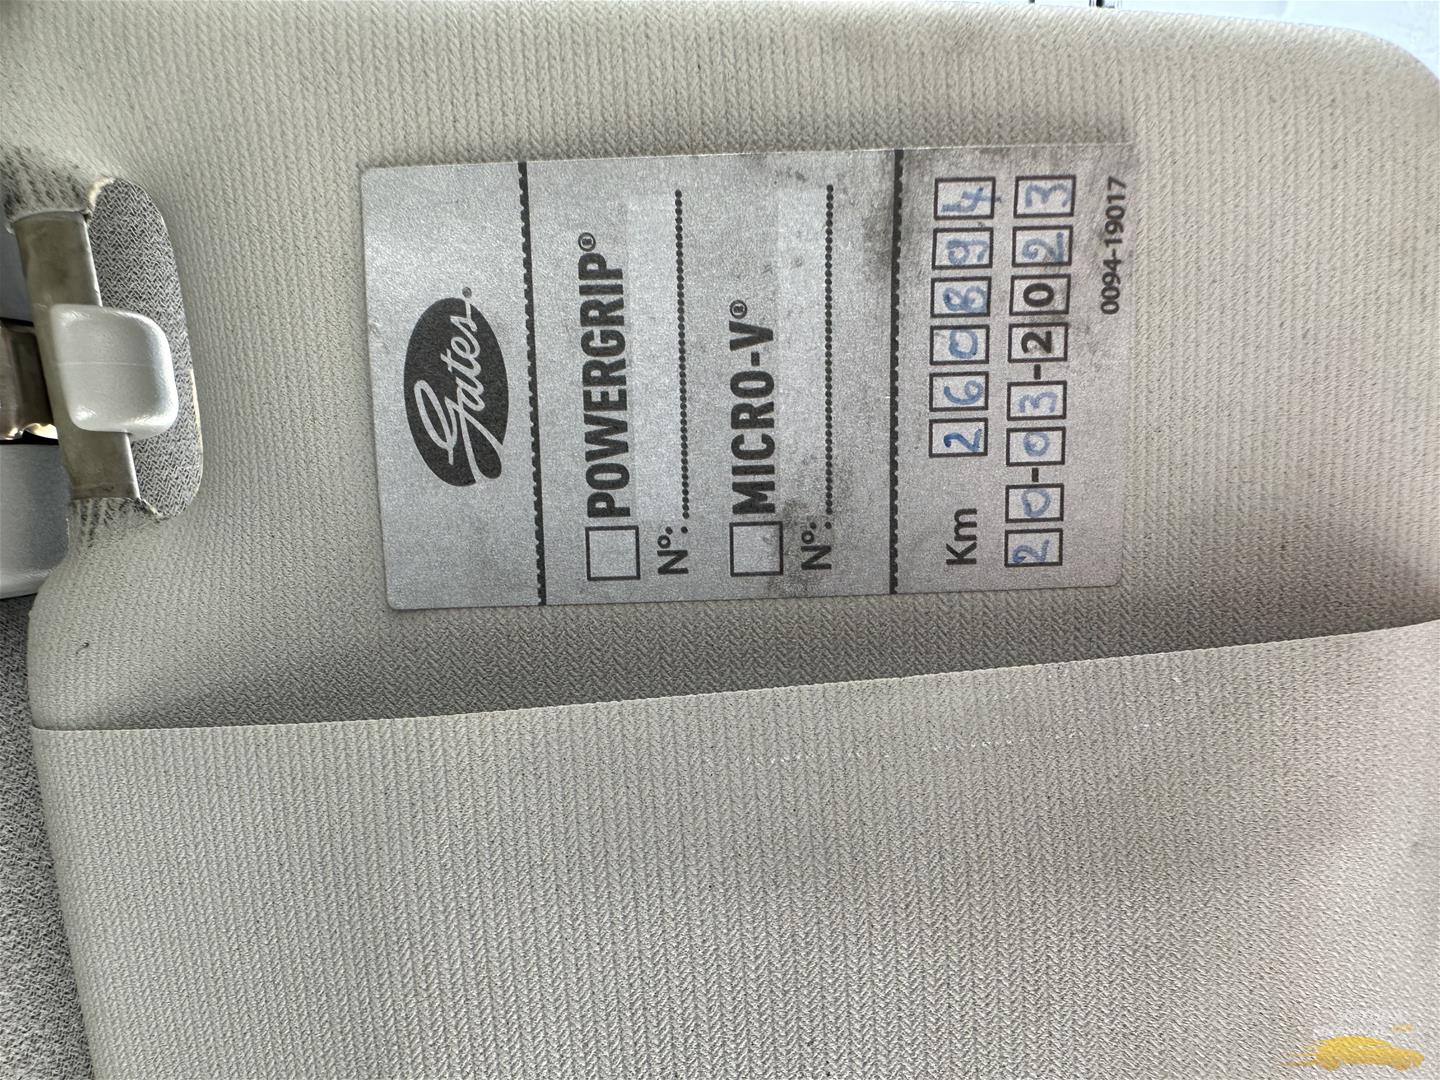 Gates®
POWERGRIP®
N°:
MICRO-V®
N°:
Km 260894
20-03-2023
0094-19017